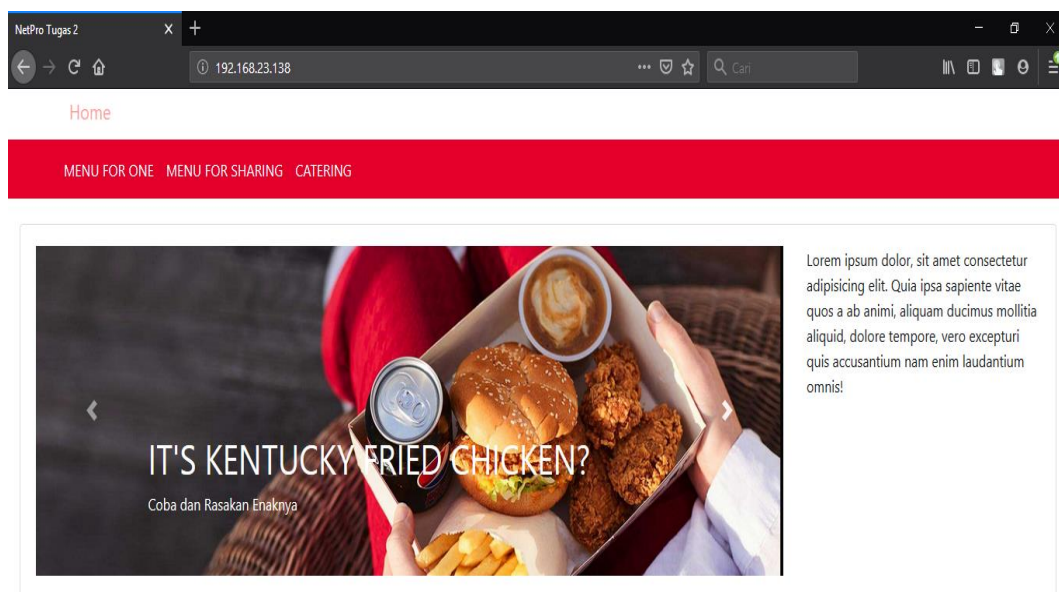 NetPro Tugas 2
192.168.23.138
Cari
Home
MENU FOR ONE MENU FOR SHARING CATERING
Lorem ipsum dolor, sit amet consectetur
adipisicing elit. Quia ipsa sapiente vitae
quos a ab animi, aliquam ducimus mollitia
aliquid, dolore tempore, vero excepturi
quis accusantium nam enim laudantium
omnis!
IT'S KENTUCKY FRIED CHICKEN?
Coba dan Rasakan Enaknya